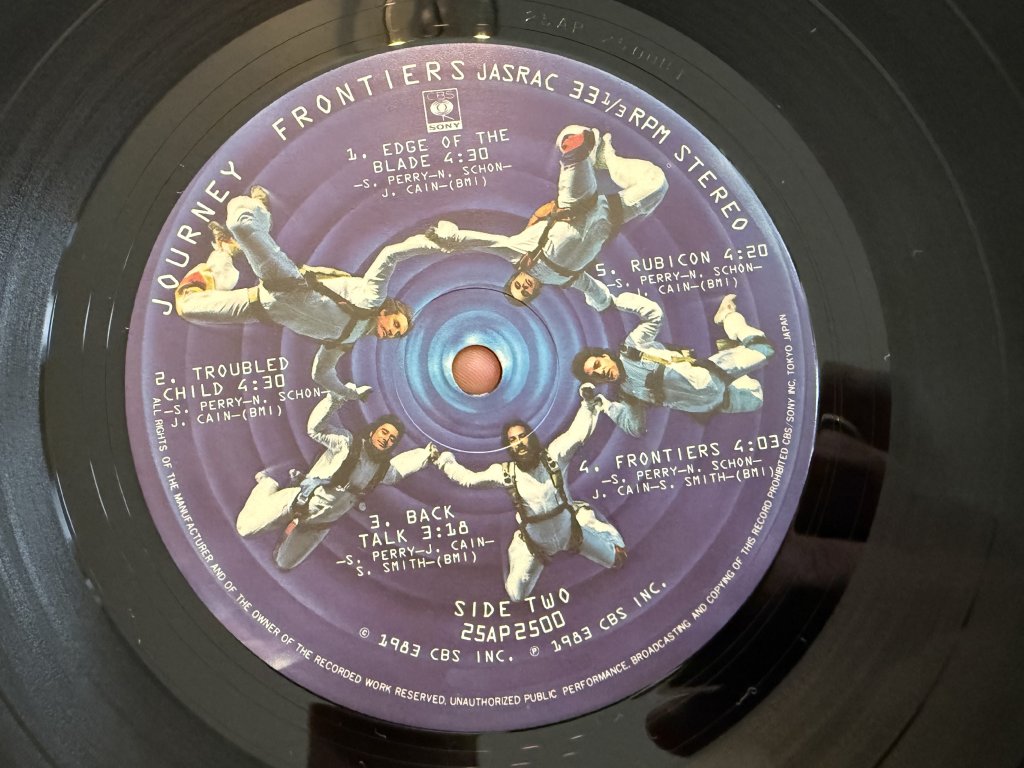 JOURNEY FRONTIERS JASRAC 33 1/3 RPM STEREO
CBS
SONY
1. EDGE OF THE
BLADE 4:30
—S. PERRY—N. SCHON—
J. CAIN—(BMI)
2. TROUBLED
CHILD 4:30
—S. PERRY—N. SCHON—
J. CAIN—(BMI)
3. BACK
TALK 3:18
—S. PERRY—J. CAIN—
S. SMITH—(BMI)
4. FRONTIERS 4:03
—S. PERRY—N. SCHON—
J. CAIN—S. SMITH—(BMI)
5. RUBICON 4:20
—S. PERRY—N. SCHON—
J. CAIN—(BMI)
SIDE TWO
25AP2500
© 1983 CBS INC. ℗ 1983 CBS INC.
ALL RIGHTS OF THE MANUFACTURER AND OF THE OWNER OF THE RECORDED WORK RESERVED. UNAUTHORIZED PUBLIC PERFORMANCE, BROADCASTING AND COPYING OF THIS RECORD PROHIBITED CBS/SONY INC. TOKYO JAPAN
25AP